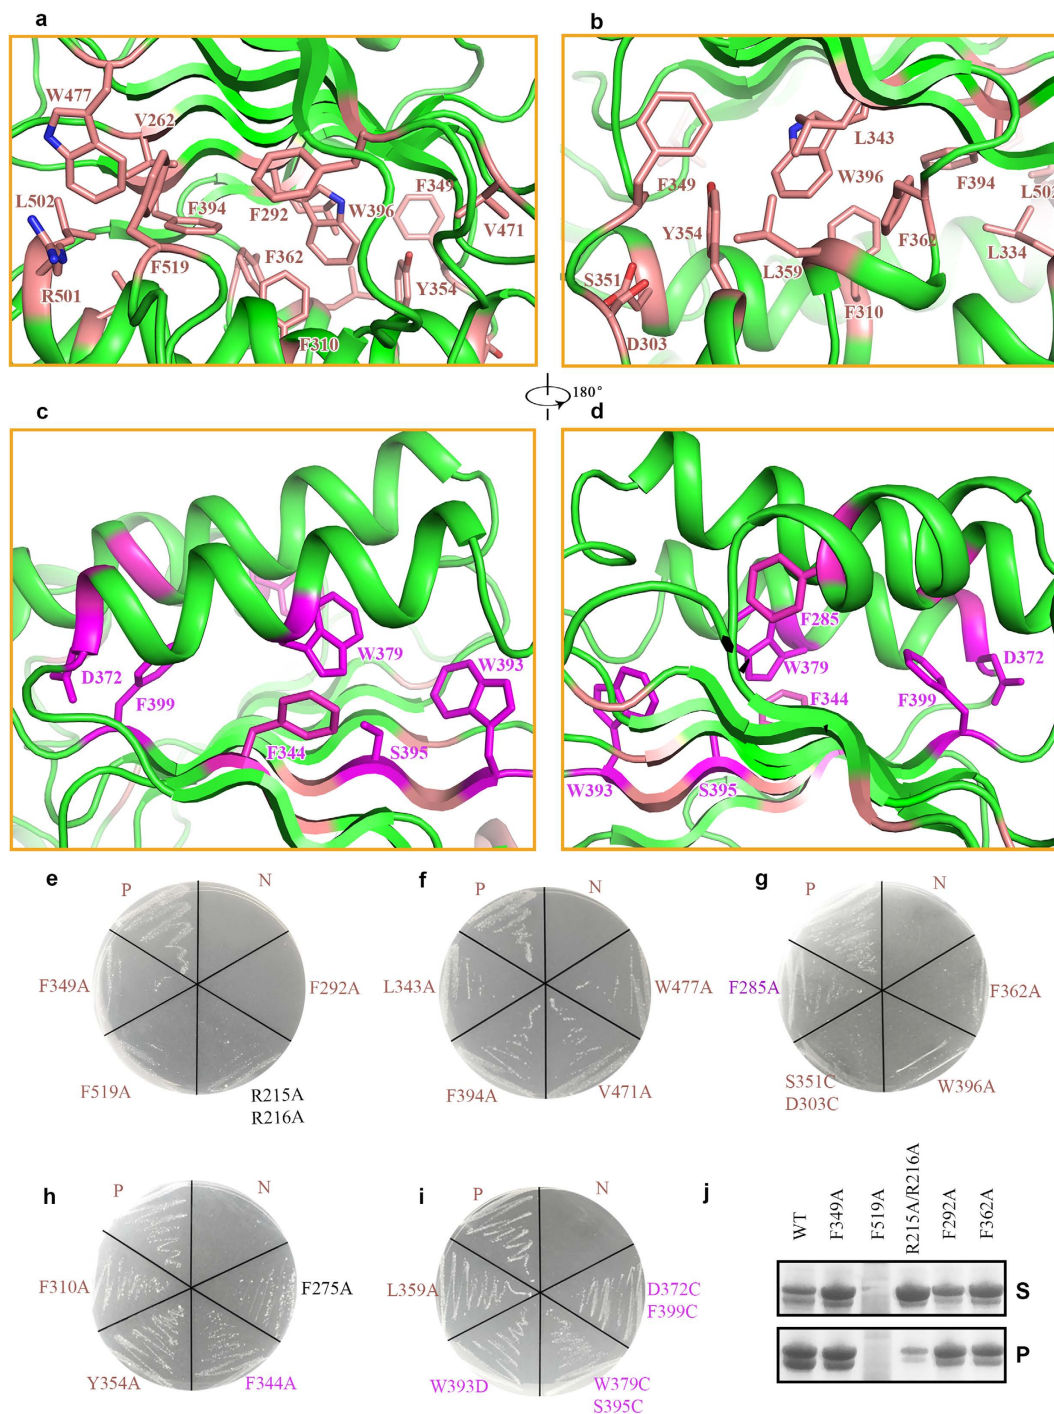 a
b
W477
V262
L502
F394
F292
W396
F349
V471
F519
F362
Y354
R501
F310
L343
W396
F349
F394
L502
Y354
F362
L334
S351
L359
F310
D303
180°
c
d
D372
F399
W379
W393
F344
S395
F285
W379
D372
F344
F399
W393
S395
e
P
N
f
P
N
g
P
N
F349A
F292A
L343A
W477A
F285A
F362A
F519A
R215A
R216A
F394A
V471A
S351C
D303C
W396A
h
P
N
i
P
N
j
WT
F349A
F519A
R215A/R216A
F292A
F362A
F310A
F275A
L359A
D372C
F399C
S
P
Y354A
F344A
W393D
W379C
S395C